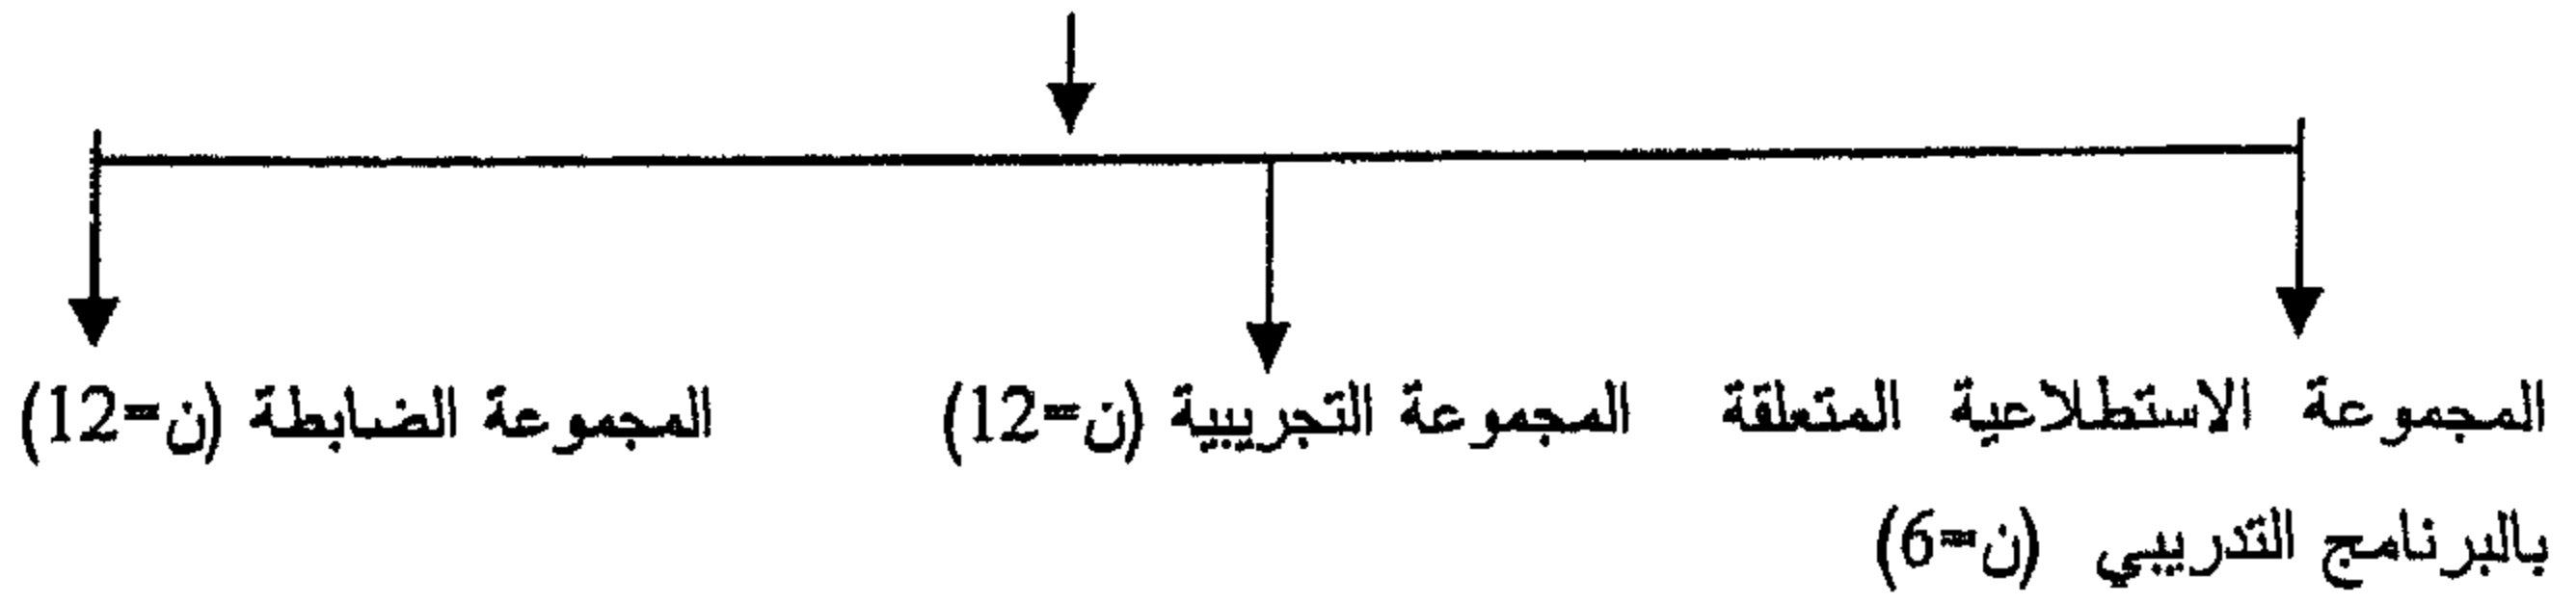 المجموعة الاستطلاعية المتعلقة المجموعة التجريبية (ن=12) المجموعة الضابطة (ن=12)
بالبرنامج التدريبي (ن=6)